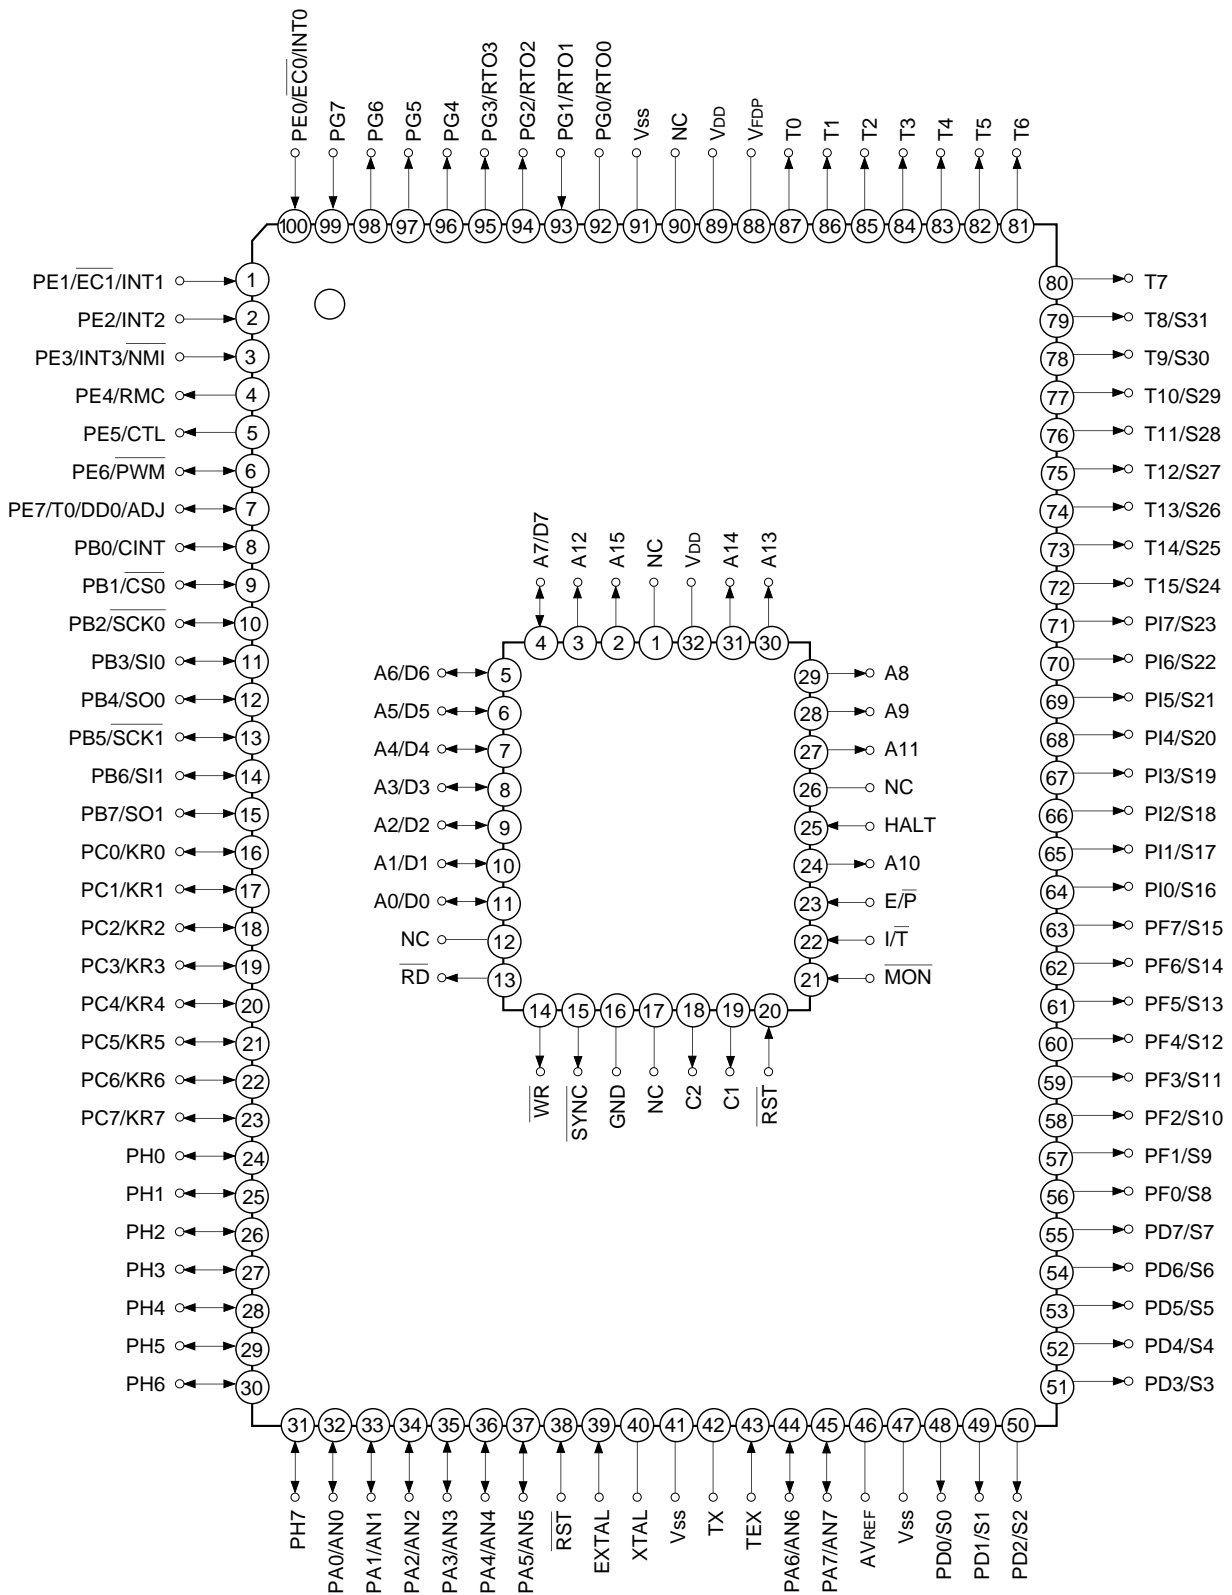 PE0/EC0/INT0
PG7
PG6
PG5
PG4
PG3/RTO3
PG2/RTO2
PG1/RTO1
PG0/RTO0
Vss
NC
VDD
VFDP
T0
T1
T2
T3
T4
T5
T6
100
99
98
97
96
95
94
93
92
91
90
89
88
87
86
85
84
83
82
81
PE1/EC1/INT1
1
PE2/INT2
2
PE3/INT3/NMI
3
PE4/RMC
4
PE5/CTL
5
PE6/PWM
6
PE7/T0/DD0/ADJ
7
PB0/CINT
8
PB1/CS0
9
PB2/SCK0
10
PB3/SI0
11
PB4/SO0
12
PB5/SCK1
13
PB6/SI1
14
PB7/SO1
15
PC0/KR0
16
PC1/KR1
17
PC2/KR2
18
PC3/KR3
19
PC4/KR4
20
PC5/KR5
21
PC6/KR6
22
PC7/KR7
23
PH0
24
PH1
25
PH2
26
PH3
27
PH4
28
PH5
29
PH6
30
A7/D7
A12
A15
NC
VDD
A14
A13
4
3
2
1
32
31
30
A6/D6
5
A5/D5
6
A4/D4
7
A3/D3
8
A2/D2
9
A1/D1
10
A0/D0
11
NC
12
RD
13
29
A8
28
A9
27
A11
26
NC
25
HALT
24
A10
23
E/P
22
I/T
21
MON
14
15
16
17
18
19
20
WR
SYNC
GND
NC
C2
C1
RST
80
T7
79
T8/S31
78
T9/S30
77
T10/S29
76
T11/S28
75
T12/S27
74
T13/S26
73
T14/S25
72
T15/S24
71
PI7/S23
70
PI6/S22
69
PI5/S21
68
PI4/S20
67
PI3/S19
66
PI2/S18
65
PI1/S17
64
PI0/S16
63
PF7/S15
62
PF6/S14
61
PF5/S13
60
PF4/S12
59
PF3/S11
58
PF2/S10
57
PF1/S9
56
PF0/S8
55
PD7/S7
54
PD6/S6
53
PD5/S5
52
PD4/S4
51
PD3/S3
31
32
33
34
35
36
37
38
39
40
41
42
43
44
45
46
47
48
49
50
PH7
PA0/AN0
PA1/AN1
PA2/AN2
PA3/AN3
PA4/AN4
PA5/AN5
RST
EXTAL
XTAL
Vss
TX
TEX
PA6/AN6
PA7/AN7
AVREF
Vss
PD0/S0
PD1/S1
PD2/S2